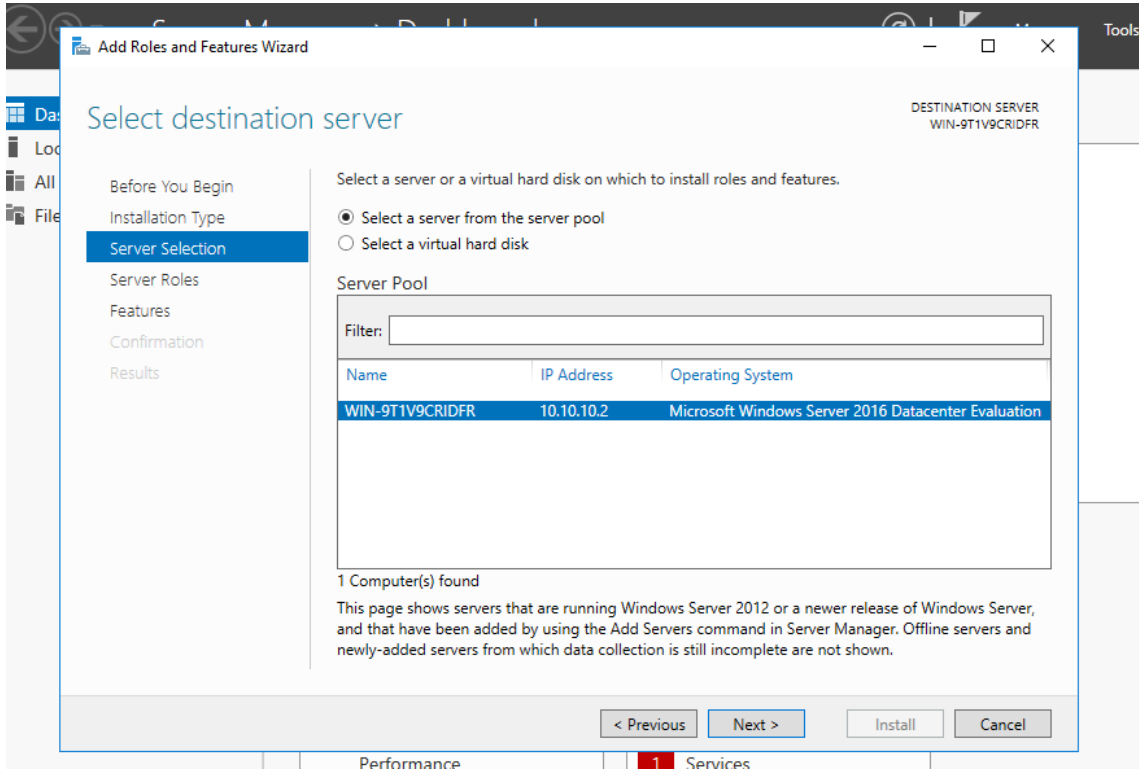 Tools
Add Roles and Features Wizard
Select destination server
DESTINATION SERVER
WIN-9T1V9CRIDFR
Das
Loc
All
File
Before You Begin
Installation Type
Server Selection
Server Roles
Features
Confirmation
Results
Select a server or a virtual hard disk on which to install roles and features.
Select a server from the server pool
Select a virtual hard disk
Server Pool
Filter:
Name IP Address Operating System
WIN-9T1V9CRIDFR 10.10.10.2 Microsoft Windows Server 2016 Datacenter Evaluation
1 Computer(s) found
This page shows servers that are running Windows Server 2012 or a newer release of Windows Server,
and that have been added by using the Add Servers command in Server Manager. Offline servers and
newly-added servers from which data collection is still incomplete are not shown.
< Previous Next > Install Cancel
Performance 1 Services